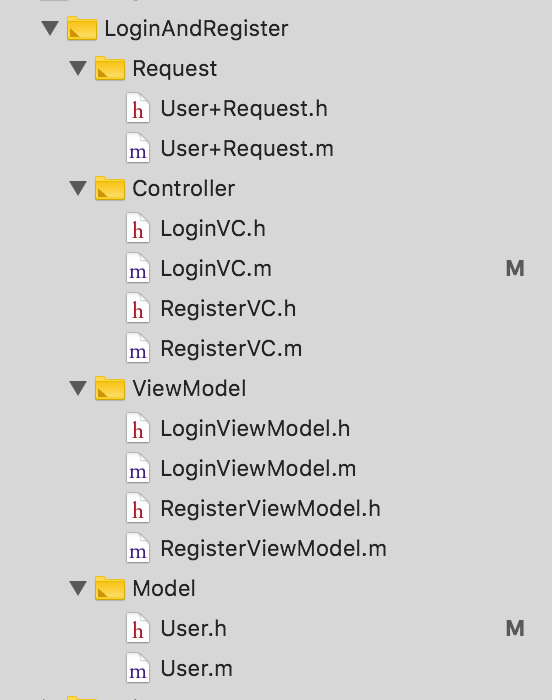 LoginAndRegister
Request
h User+Request.h
m User+Request.m
Controller
h LoginVC.h
m LoginVC.m M
h RegisterVC.h
m RegisterVC.m
ViewModel
h LoginViewModel.h
m LoginViewModel.m
h RegisterViewModel.h
m RegisterViewModel.m
Model
h User.h M
m User.m